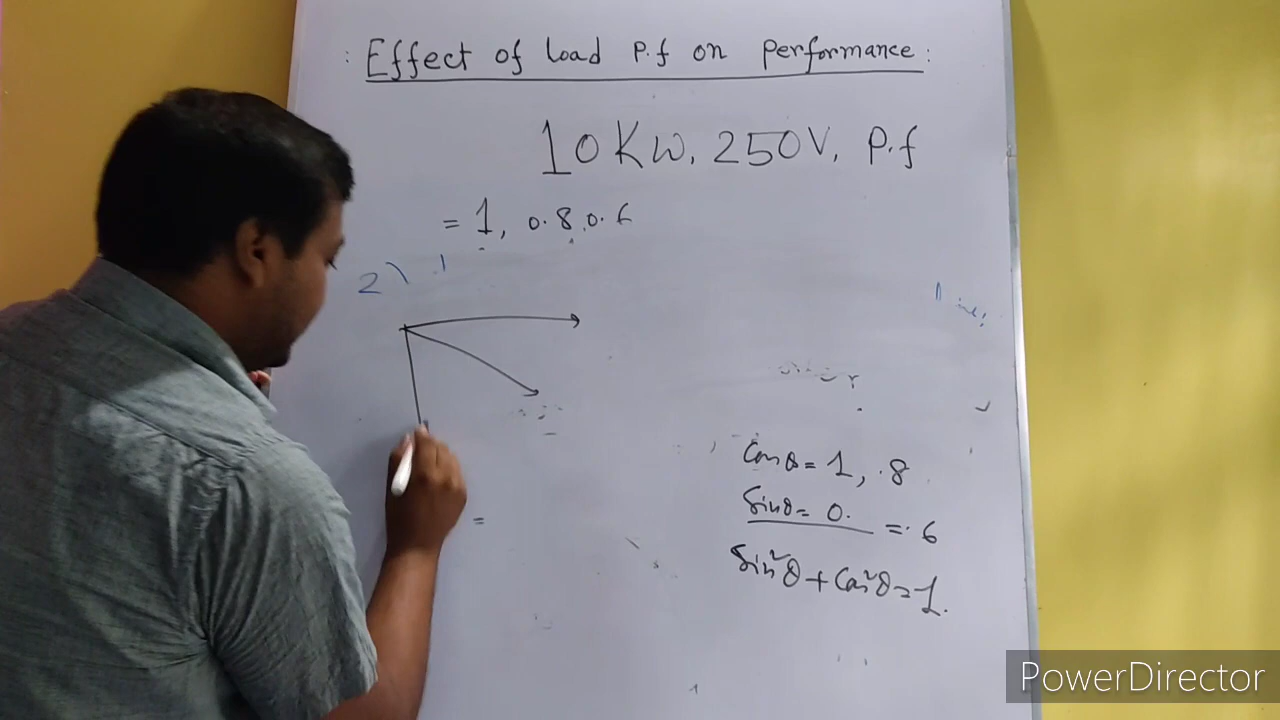 : Effect of load P.f on performance :
10 KW, 250V, P.f
= 1, 0.8, 0.6
2
=
Cosθ = 1, .8
Sinθ = 0. = .6
Sin²θ + Cos²θ = 1.
PowerDirector